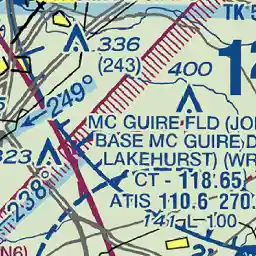 TK 5
336
(243)
400
12
249°
MC GUIRE FLD (JO
BASE MC GUIRE D
LAKEHURST) (WR
323
CT - 118.65
ATIS 110.6 270.
238°
141 L 100
N6)